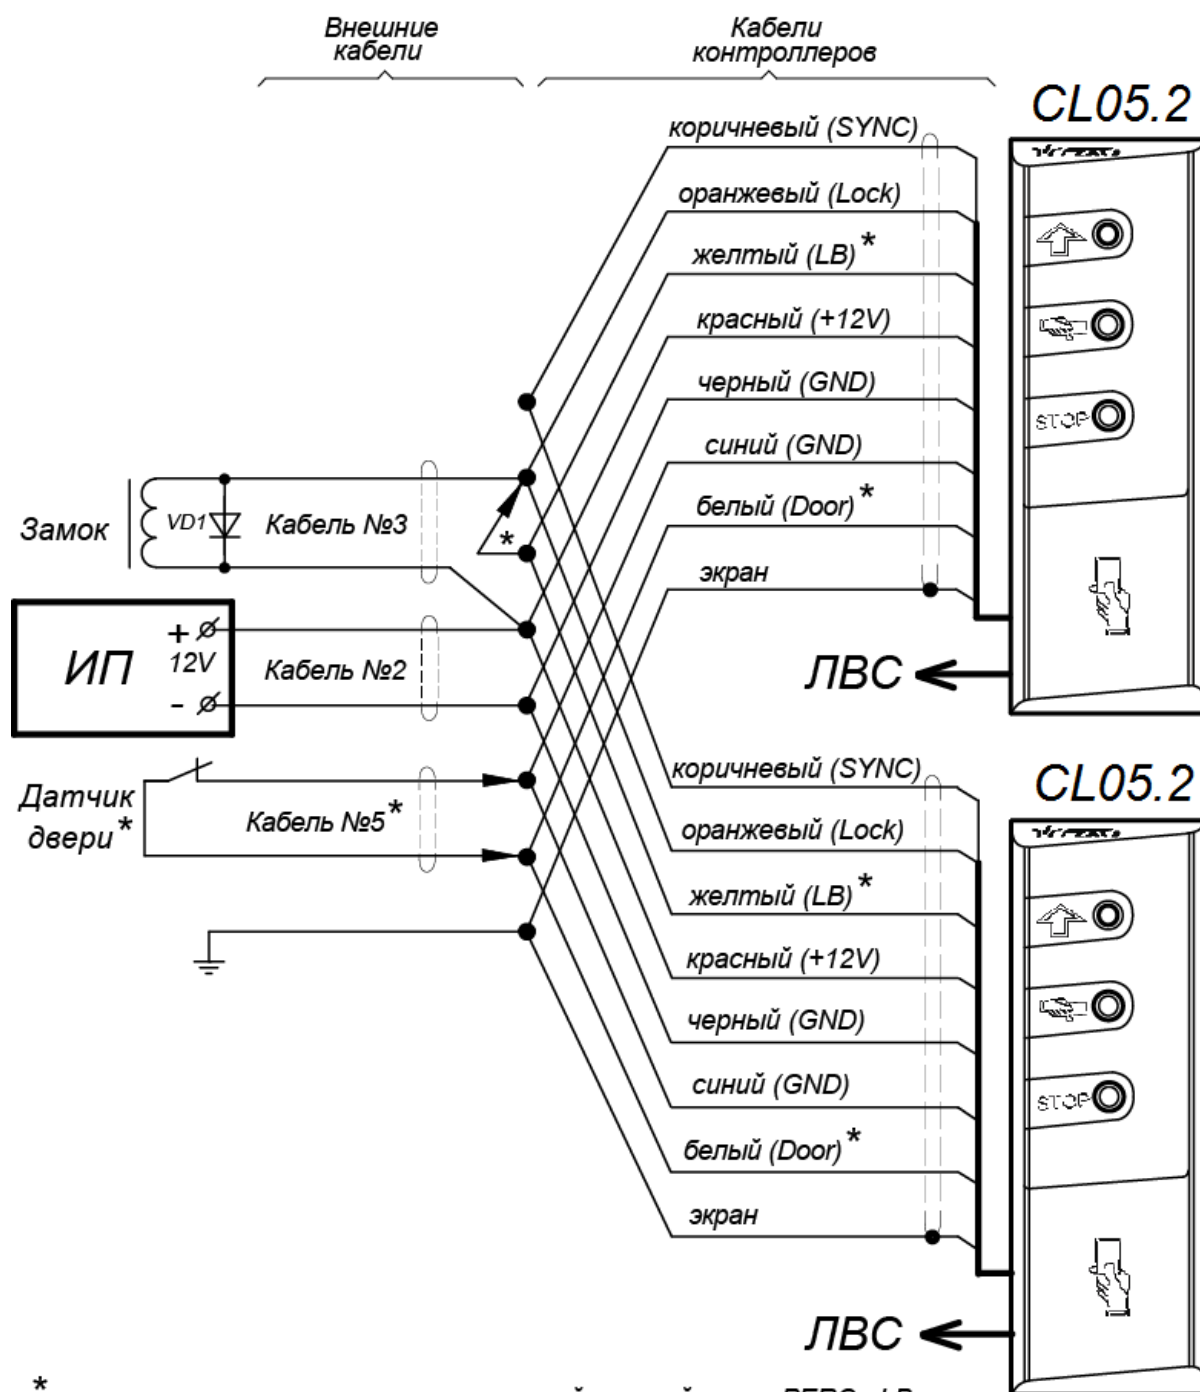 Внешние
кабели
Кабели
контроллеров
CL05.2
коричневый (SYNC)
оранжевый (Lock)
желтый (LB)*
красный (+12V)
черный (GND)
синий (GND)
белый (Door)*
экран
STOP
ЛВС
Замок
VD1
Кабель №3
*
ИП
+
12V
-
Кабель №2
Датчик
двери*
Кабель №5*
CL05.2
коричневый (SYNC)
оранжевый (Lock)
желтый (LB)*
красный (+12V)
черный (GND)
синий (GND)
белый (Door)*
экран
STOP
ЛВС
*